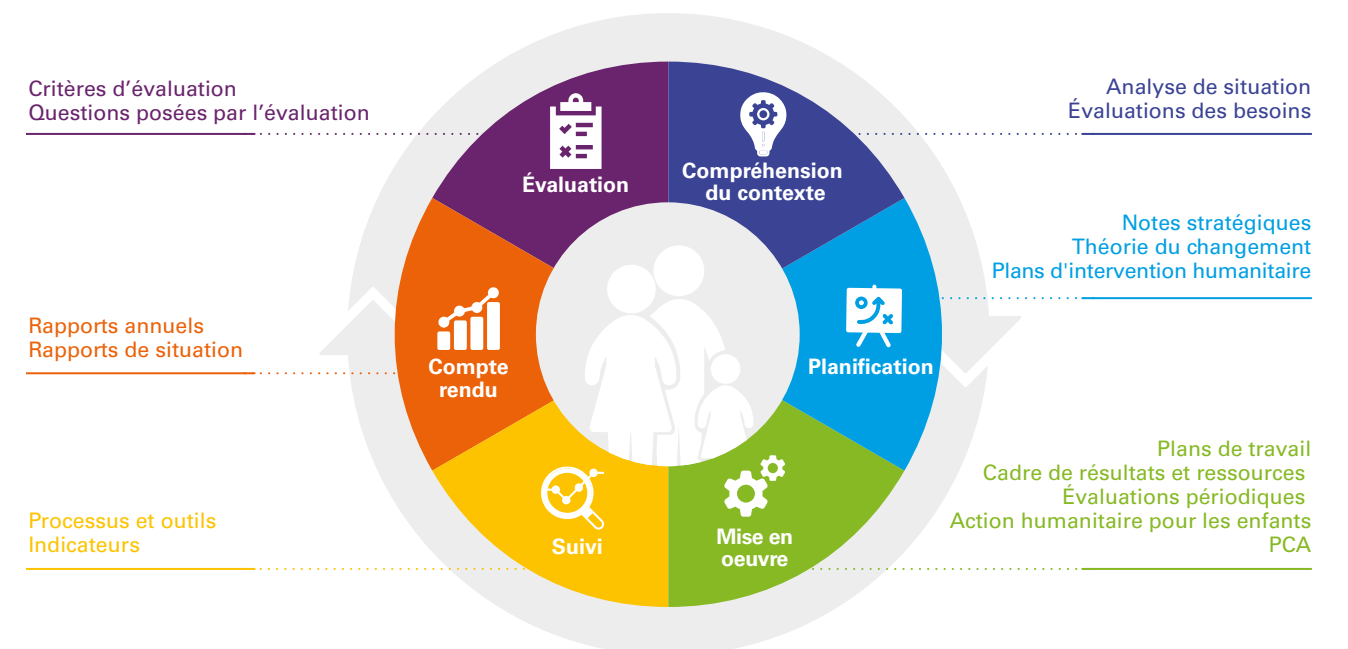 Critères d’évaluation
Questions posées par l’évaluation
Analyse de situation
Évaluations des besoins
Évaluation
Compréhension
du contexte
Notes stratégiques
Théorie du changement
Plans d'intervention humanitaire
Rapports annuels
Rapports de situation
Compte
rendu
Planification
Plans de travail
Cadre de résultats et ressources
Évaluations périodiques
Action humanitaire pour les enfants
PCA
Processus et outils
Indicateurs
Suivi
Mise en
oeuvre